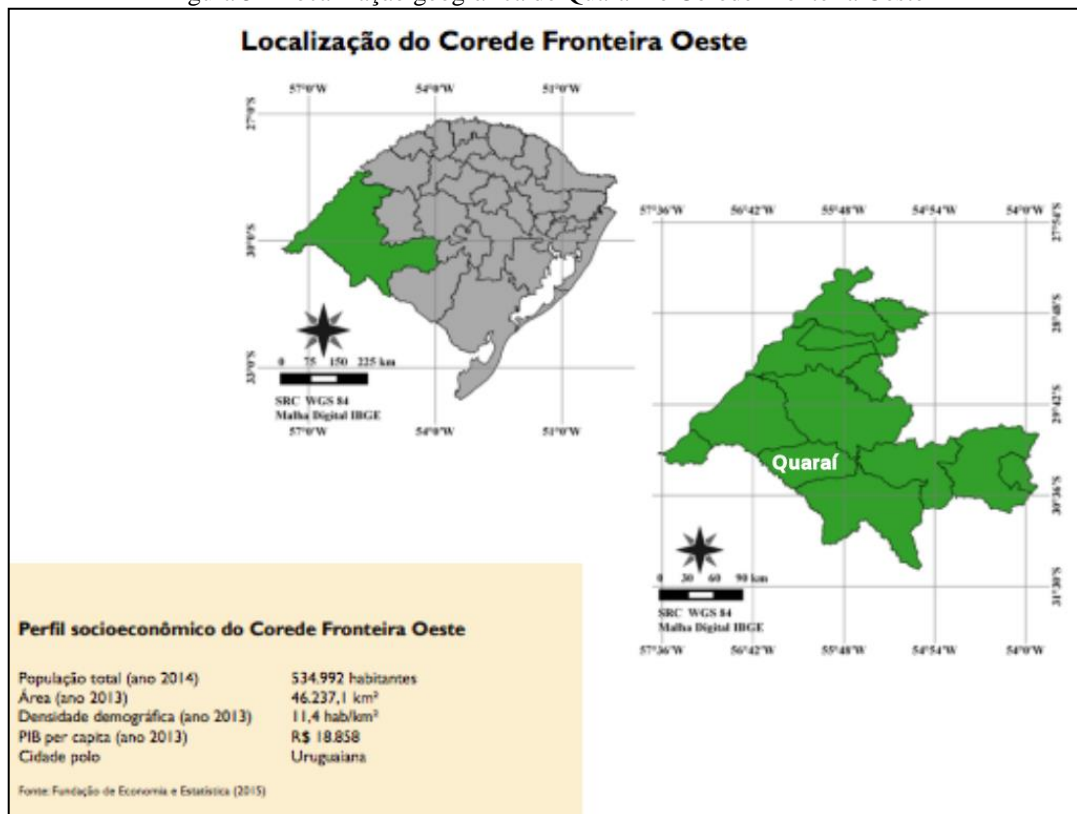 Localização do Corede Fronteira Oeste
57°0'W 54°0'W 51°0'W
27°0'S
30°0'S
33°0'S
0 75 150 225 km
SRC WGS 84
Malha Digital IBGE
57°0'W 54°0'W 51°0'W
57°36'W 56°42'W 55°48'W 54°54'W 54°0'W
27°54'S
28°48'S
29°42'S
Quaraí
30°36'S
31°30'S
0 30 60 90 km
SRC WGS 84
Malha Digital IBGE
57°36'W 56°42'W 55°48'W 54°54'W 54°0'W
Perfil socioeconômico do Corede Fronteira Oeste
População total (ano 2014) 534.992 habitantes
Área (ano 2013) 46.237,1 km²
Densidade demográfica (ano 2013) 11,4 hab/km²
PIB per capita (ano 2013) R$ 18.858
Cidade polo Uruguaiana
Fonte: Fundação de Economia e Estatística (2015)